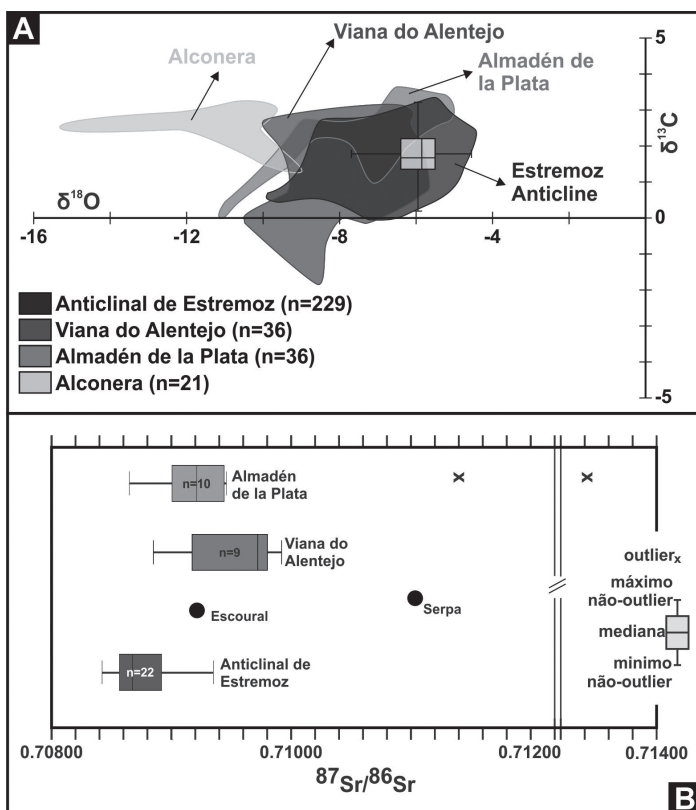 A
Viana do Alentejo
Alconera
Almadén de
la Plata
5
δ13C
Estremoz
Anticline
δ18O
0
-16
-12
-8
-4
Anticlinal de Estremoz (n=229)
Viana do Alentejo (n=36)
Almadén de la Plata (n=36)
Alconera (n=21)
-5
n=10
Almadén
de la Plata
x
x
n=9
Viana do
Alentejo
outlier x
máximo
não-outlier
mediana
minimo
não-outlier
Escoural
Serpa
n=22
Anticlinal de
Estremoz
0.70800
0.71000
0.71200
0.71400
87Sr/86Sr
B